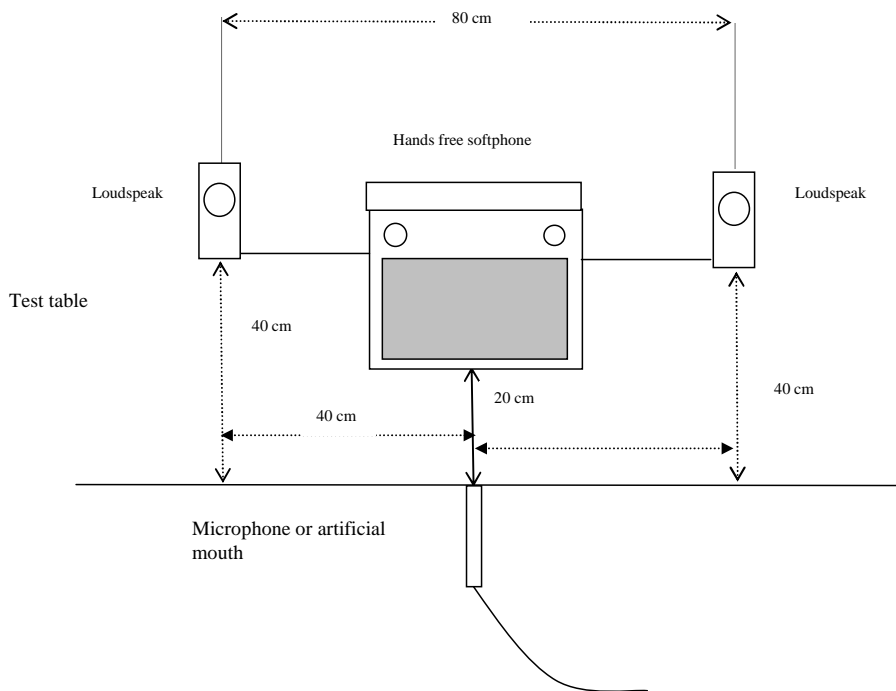 80 cm
Hands free softphone
Loudspeak
Loudspeak
Test table
40 cm
20 cm
40 cm
40 cm
Microphone or artificial
mouth